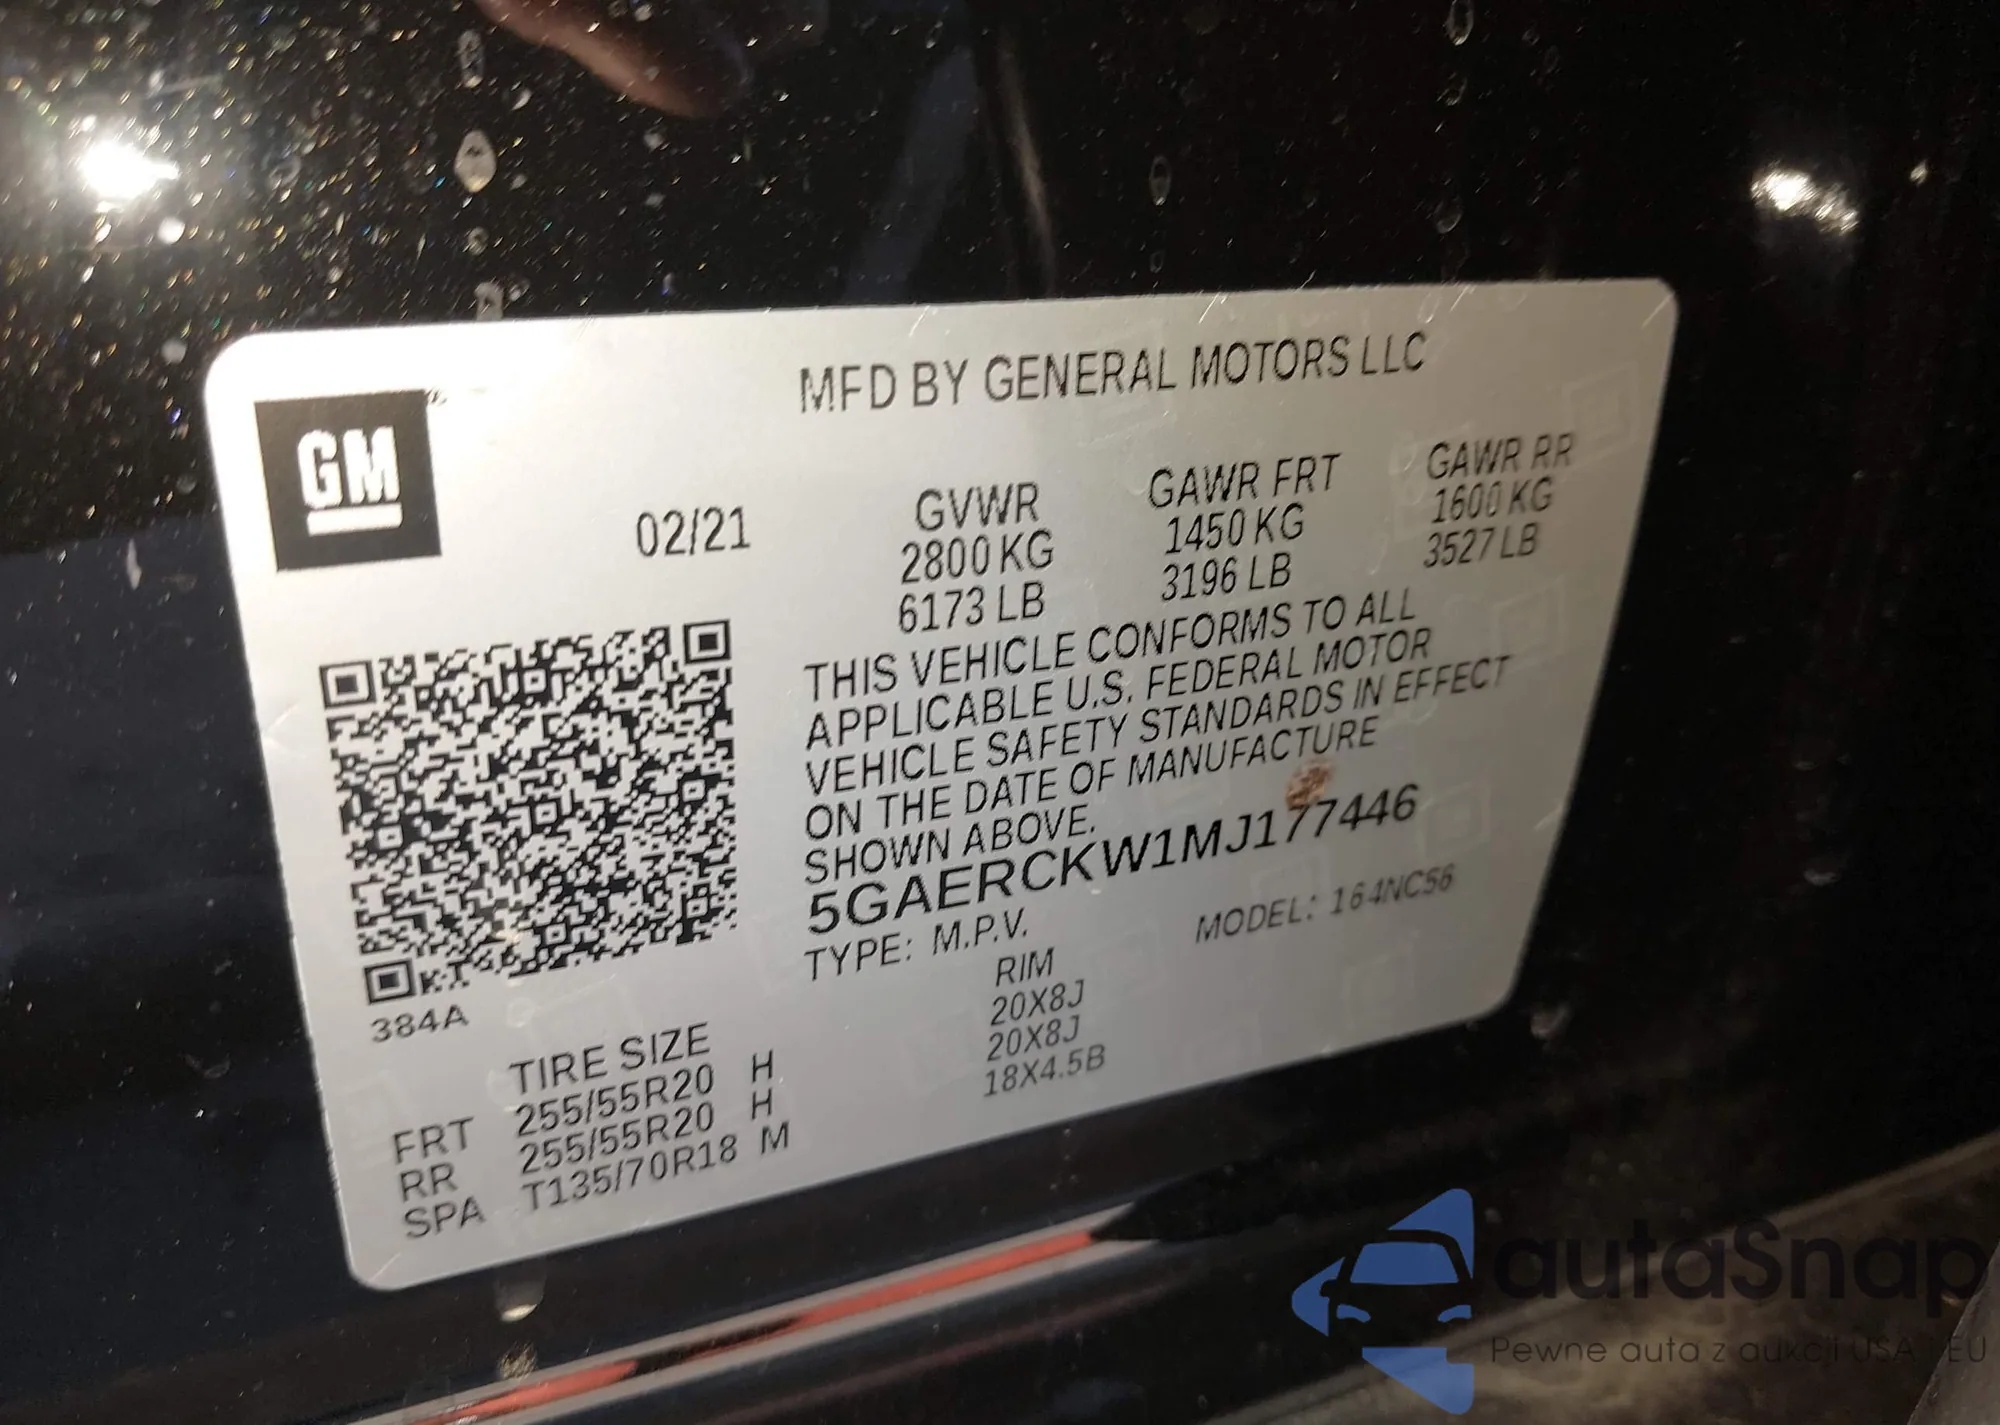 MFD BY GENERAL MOTORS LLC
GM
02/21
GVWR
2800 KG
6173 LB
GAWR FRT
1450 KG
3196 LB
GAWR RR
1600 KG
3527 LB
THIS VEHICLE CONFORMS TO ALL
APPLICABLE U.S. FEDERAL MOTOR
VEHICLE SAFETY STANDARDS IN EFFECT
ON THE DATE OF MANUFACTURE
SHOWN ABOVE.
5GAERCKW1MJ177446
TYPE: M.P.V.
MODEL: 164NC56
384A
TIRE SIZE
RIM
FRT 255/55R20 H 20X8J
RR 255/55R20 H 20X8J
SPA T135/70R18 M 18X4.5B
autaSnap
Pewne auta z aukcji USA i EU